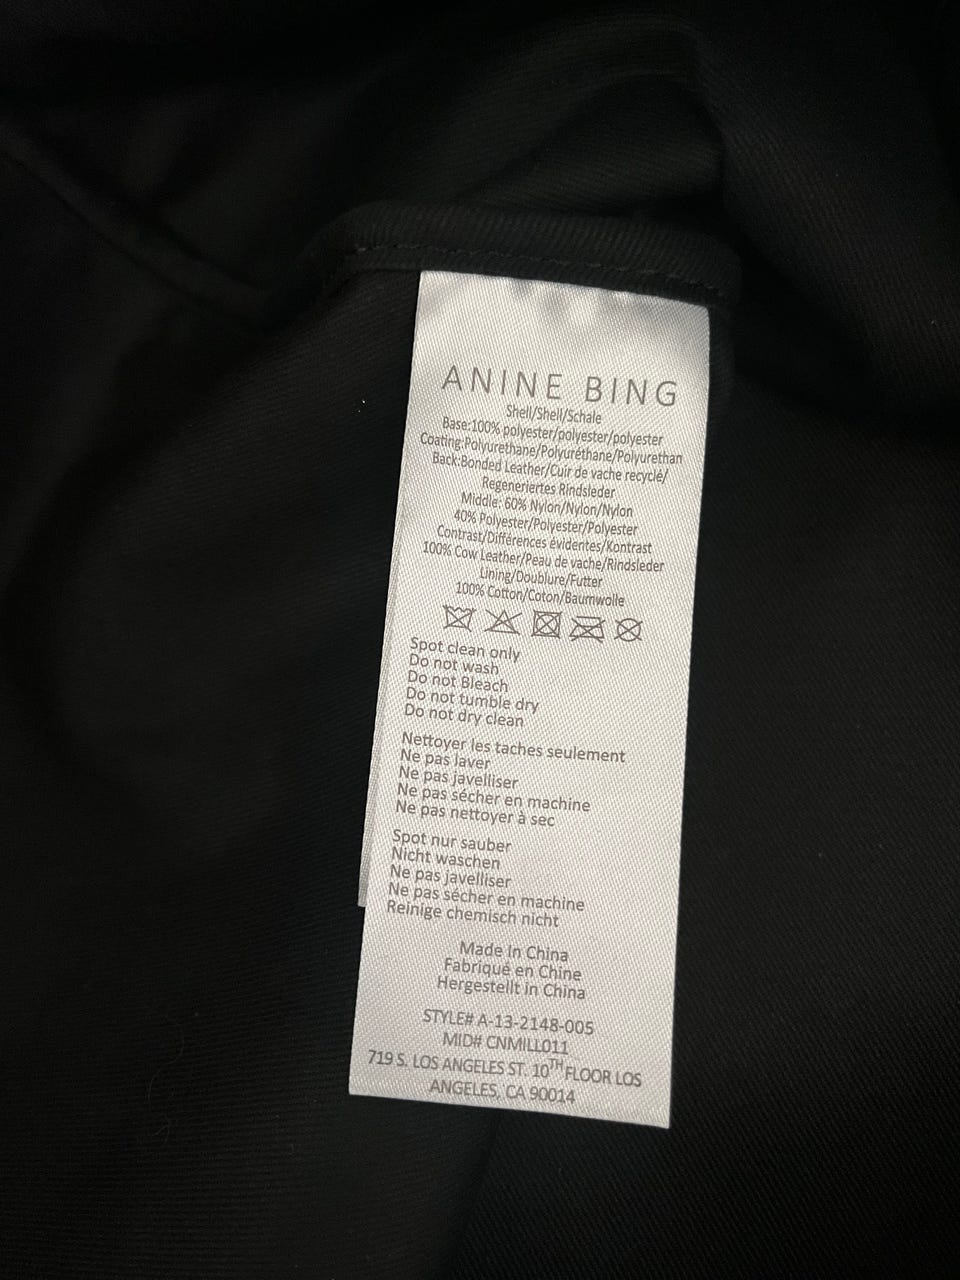 ANINE BING
Shell/Shell/Schale
Base:100% polyester/polyester/polyester
Coating:Polyurethane/Polyuréthane/Polyurethan
Back:Bonded Leather/Cuir de vache recyclé/
Regeneriertes Rindsleder
Middle: 60% Nylon/Nylon/Nylon
40% Polyester/Polyester/Polyester
Contrast/Différences évidentes/Kontrast
100% Cow Leather/Peau de vache/Rindsleder
Lining/Doublure/Futter
100% Cotton/Coton/Baumwolle
Spot clean only
Do not wash
Do not Bleach
Do not tumble dry
Do not dry clean
Nettoyer les taches seulement
Ne pas laver
Ne pas javelliser
Ne pas sécher en machine
Ne pas nettoyer à sec
Spot nur sauber
Nicht waschen
Ne pas javelliser
Ne pas sécher en machine
Reinige chemisch nicht
Made In China
Fabriqué en Chine
Hergestellt in China
STYLE# A-13-2148-005
MID# CNMILL011
719 S. LOS ANGELES ST. 10TH FLOOR LOS
ANGELES, CA 90014